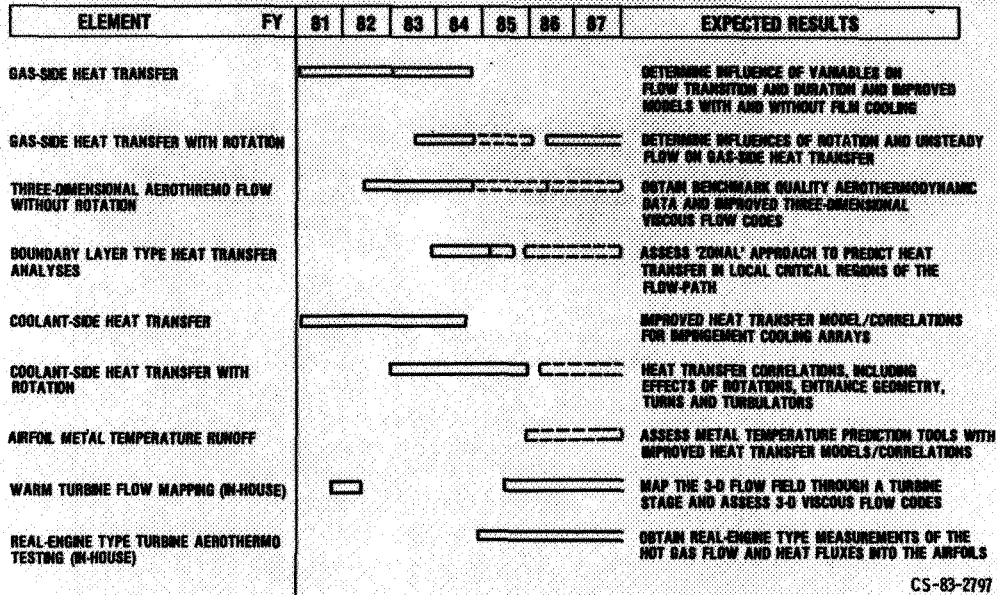 ELEMENT FY 81 82 83 84 85 86 87 EXPECTED RESULTS
GAS-SIDE HEAT TRANSFER
DETERMINE INFLUENCE OF VARIABLES ON
FLOW TRANSITION AND DURATION AND IMPROVED
MODELS WITH AND WITHOUT FILM COOLING
GAS-SIDE HEAT TRANSFER WITH ROTATION
DETERMINE INFLUENCES OF ROTATION AND UNSTEADY
FLOW ON GAS-SIDE HEAT TRANSFER
THREE-DIMENSIONAL AEROTHREMO FLOW
WITHOUT ROTATION
OBTAIN BENCHMARK QUALITY AEROTHERMODYNAMIC
DATA AND IMPROVED THREE-DIMENSIONAL
VISCOUS FLOW CODES
BOUNDARY LAYER TYPE HEAT TRANSFER
ANALYSES
ASSESS 'ZONAL' APPROACH TO PREDICT HEAT
TRANSFER IN LOCAL CRITICAL REGIONS OF THE
FLOW-PATH
COOLANT-SIDE HEAT TRANSFER
IMPROVED HEAT TRANSFER MODEL/CORRELATIONS
FOR IMPINGEMENT COOLING ARRAYS
COOLANT-SIDE HEAT TRANSFER WITH
ROTATION
HEAT TRANSFER CORRELATIONS, INCLUDING
EFFECTS OF ROTATIONS, ENTRANCE GEOMETRY,
TURNS AND TURBULATORS
AIRFOIL METAL TEMPERATURE RUNOFF
ASSESS METAL TEMPERATURE PREDICTION TOOLS WITH
IMPROVED HEAT TRANSFER MODELS/CORRELATIONS
WARM TURBINE FLOW MAPPING (IN-HOUSE)
MAP THE 3-D FLOW FIELD THROUGH A TURBINE
STAGE AND ASSESS 3-D VISCOUS FLOW CODES
REAL-ENGINE TYPE TURBINE AEROTHERMO
TESTING (IN-HOUSE)
OBTAIN REAL-ENGINE TYPE MEASUREMENTS OF THE
HOT GAS FLOW AND HEAT FLUXES INTO THE AIRFOILS
CS-83-2797